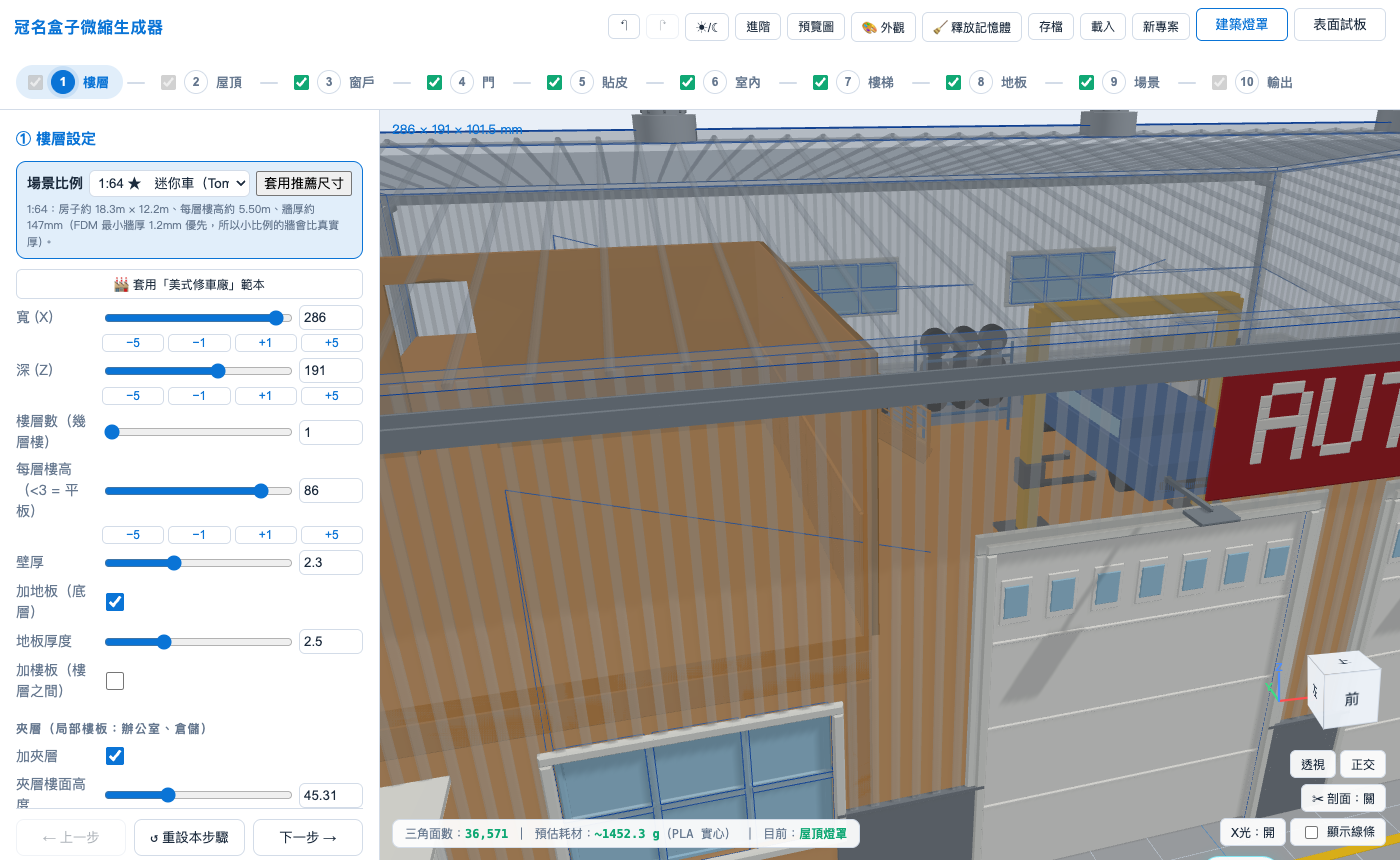 冠名盒子微縮生成器
☀/☾
進階
預覽圖
🎨 外觀
🧹 釋放記憶體
存檔
載入
新專案
建築燈罩
表面試板
1 樓層
2 屋頂
3 窗戶
4 門
5 貼皮
6 室內
7 樓梯
8 地板
9 場景
10 輸出
① 樓層設定
場景比例
1:64 ★ 迷你車（Tom
套用推薦尺寸
1:64：房子約 18.3m × 12.2m、每層樓高約 5.50m、牆厚約
147mm（FDM 最小牆厚 1.2mm 優先，所以小比例的牆會比真實
厚）。
🏭 套用「美式修車廠」範本
寬 (X)
286
−5
−1
+1
+5
深 (Z)
191
−5
−1
+1
+5
樓層數（幾
層樓）
1
每層樓高
（<3 = 平
板）
86
−5
−1
+1
+5
壁厚
2.3
加地板（底
層）
地板厚度
2.5
加樓板（樓
層之間）
夾層（局部樓板：辦公室、倉儲）
加夾層
夾層樓面高
度
45.31
← 上一步
↺ 重設本步驟
下一步 →
286 × 191 × 101.5 mm
AUT
前
透視
正交
✂ 剖面：關
X光：開
顯示線條
三角面數：36,571 | 預估耗材：~1452.3 g (PLA 實心) | 目前：屋頂燈罩